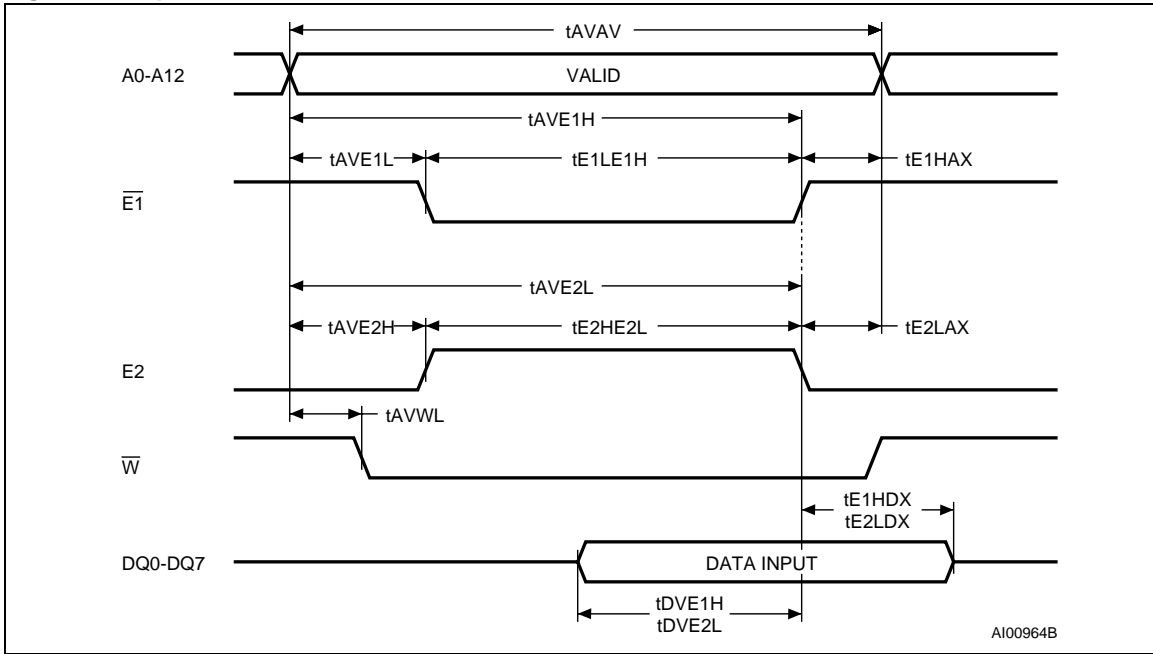 tAVAV
A0-A12
VALID
tAVE1H
tAVE1L
tE1LE1H
tE1HAX
E1
tAVE2L
tAVE2H
tE2HE2L
tE2LAX
E2
tAVWL
W
tE1HDX
tE2LDX
DQ0-DQ7
DATA INPUT
tDVE1H
tDVE2L
AI00964B